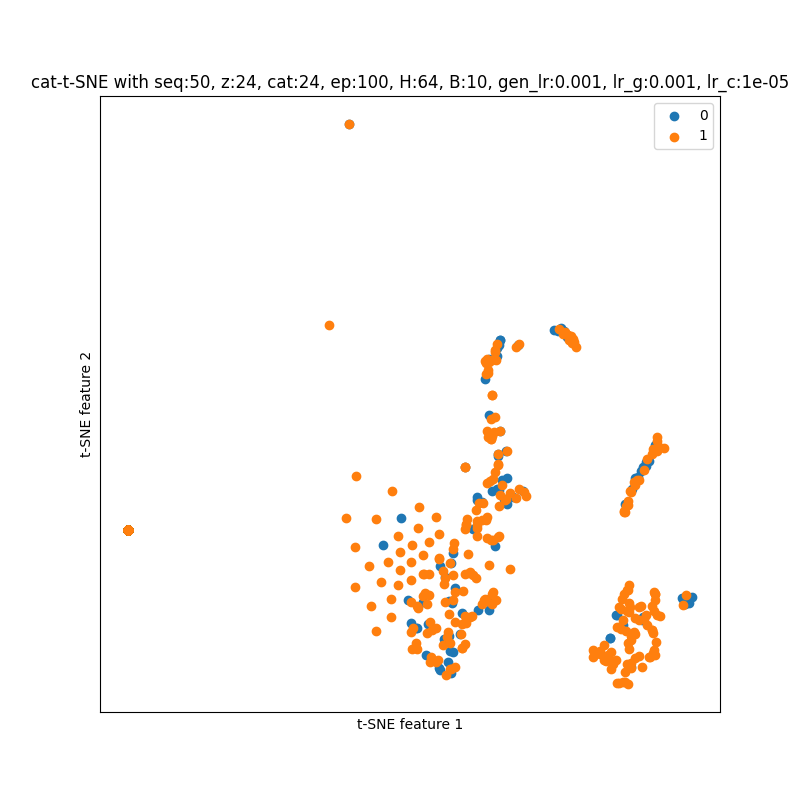 cat-t-SNE with seq:50, z:24, cat:24, ep:100, H:64, B:10, gen_lr:0.001, lr_g:0.001, lr_c:1e-05
0
1
t-SNE feature 2
t-SNE feature 1